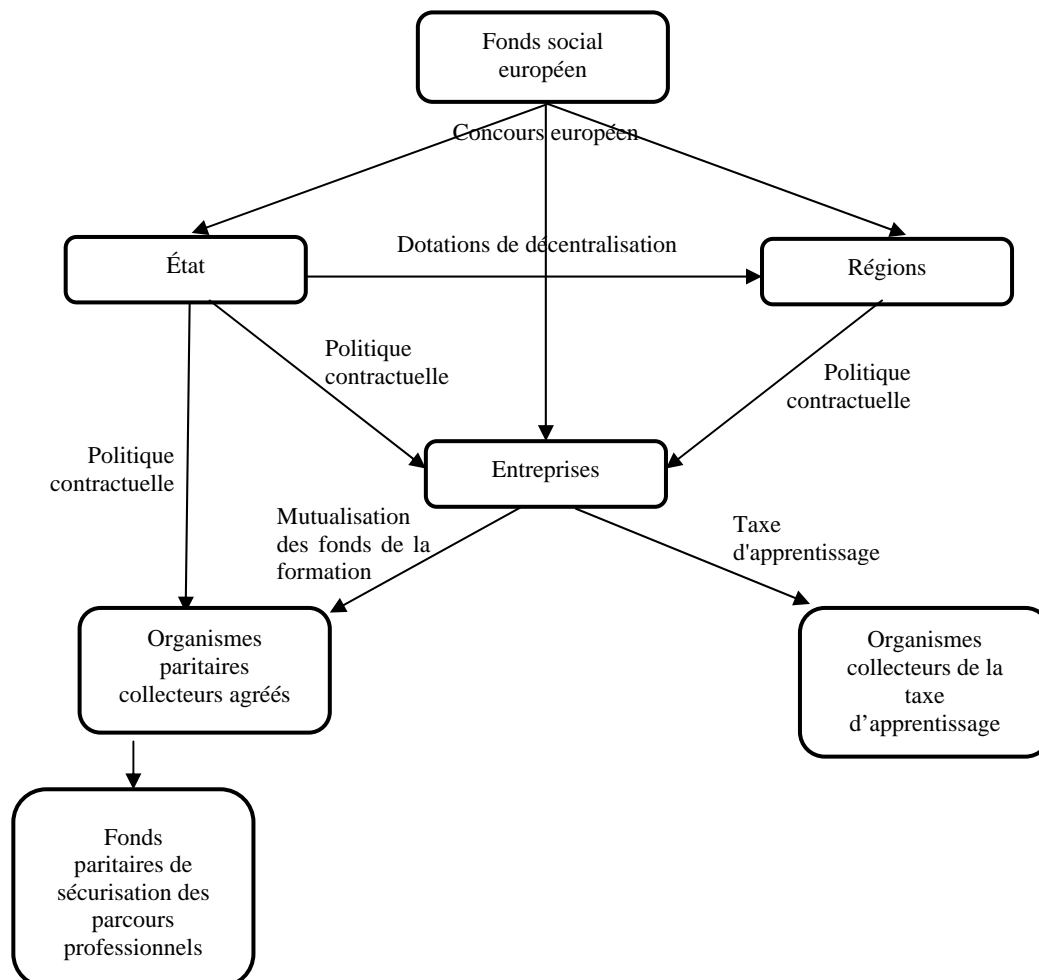 Fonds social
européen
Concours européen
Dotations de décentralisation
État
Régions
Politique
contractuelle
Politique
contractuelle
Politique
contractuelle
Entreprises
Mutualisation
des fonds de la
formation
Taxe
d'apprentissage
Organismes
paritaires
collecteurs agréés
Organismes
collecteurs de la
taxe
d’apprentissage
Fonds
paritaires de
sécurisation des
parcours
professionnels